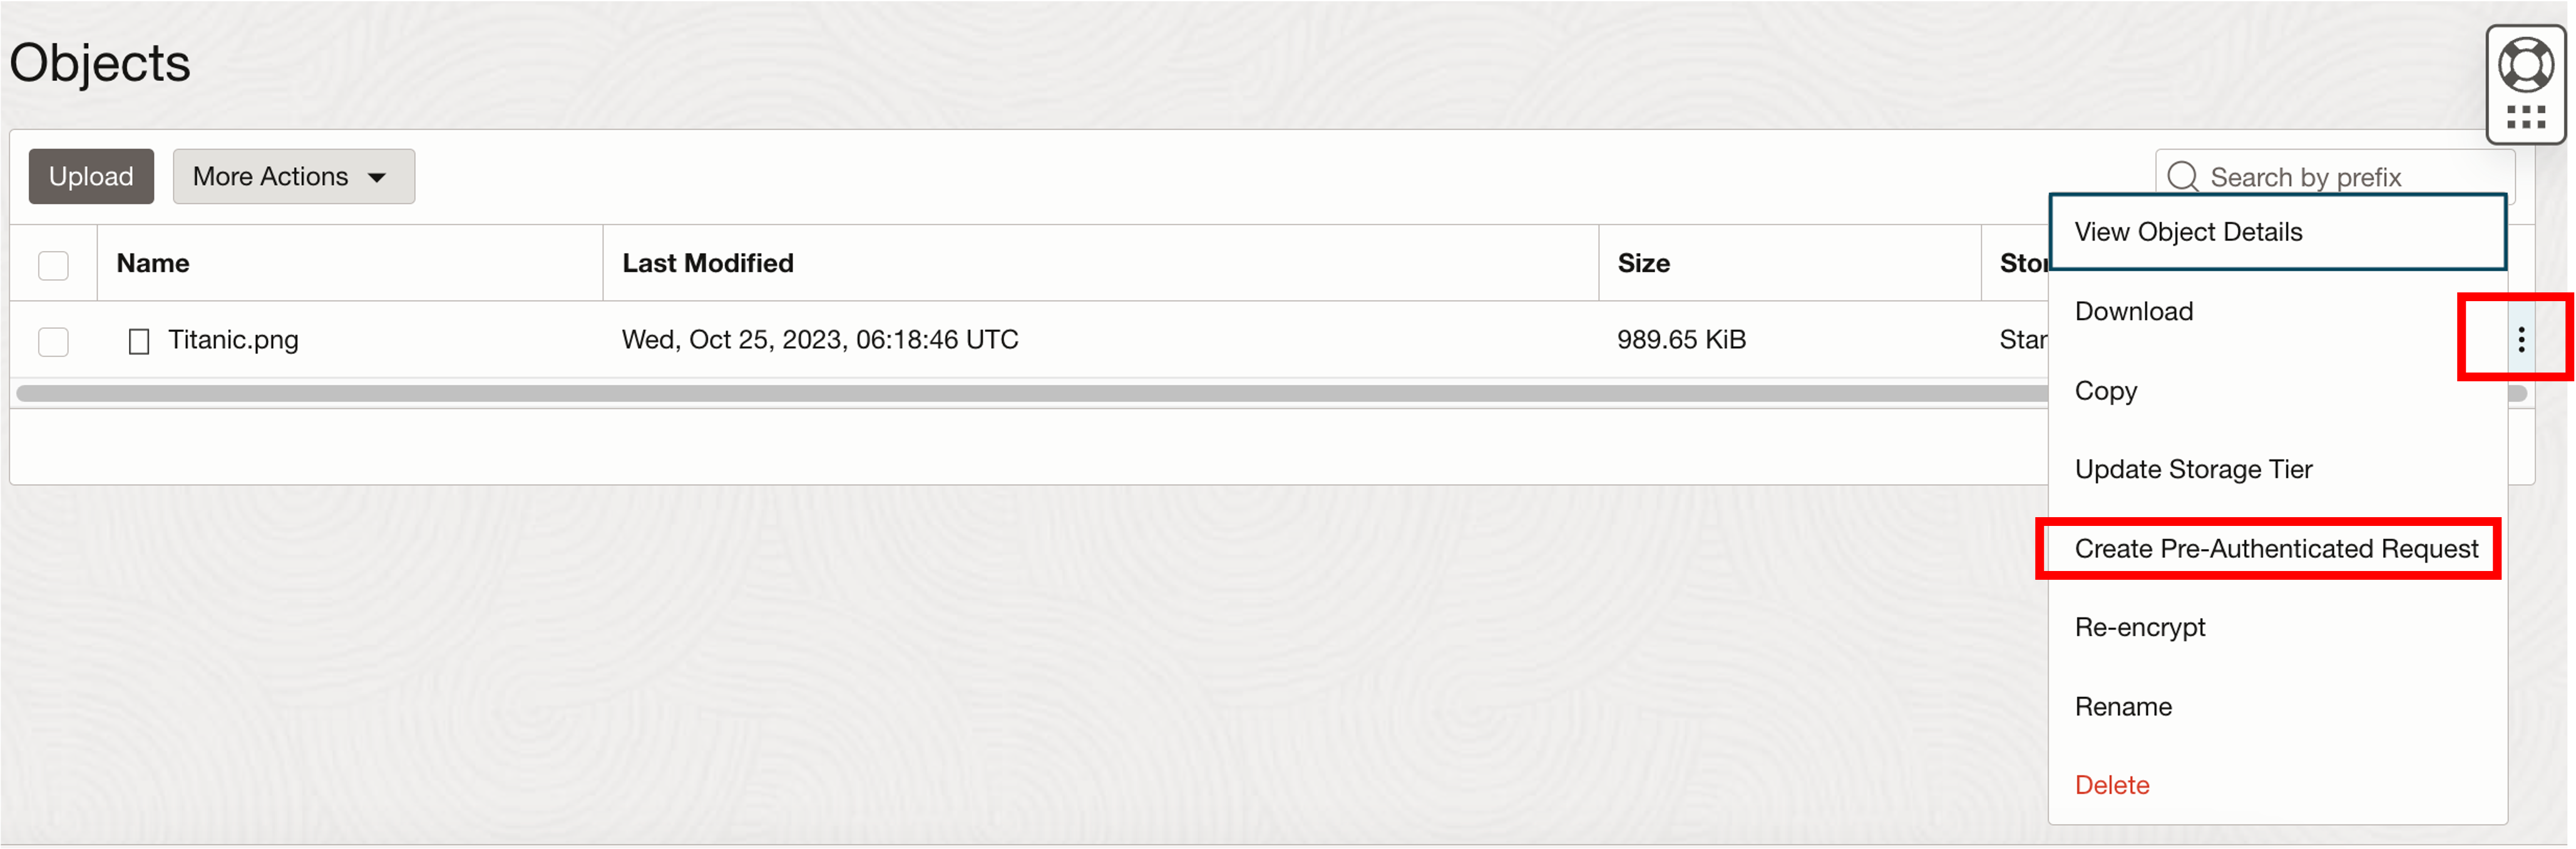 Objects
Upload
More Actions
Search by prefix
Name
Last Modified
Size
Stor
Titanic.png
Wed, Oct 25, 2023, 06:18:46 UTC
989.65 KiB
Star
View Object Details
Download
Copy
Update Storage Tier
Create Pre-Authenticated Request
Re-encrypt
Rename
Delete